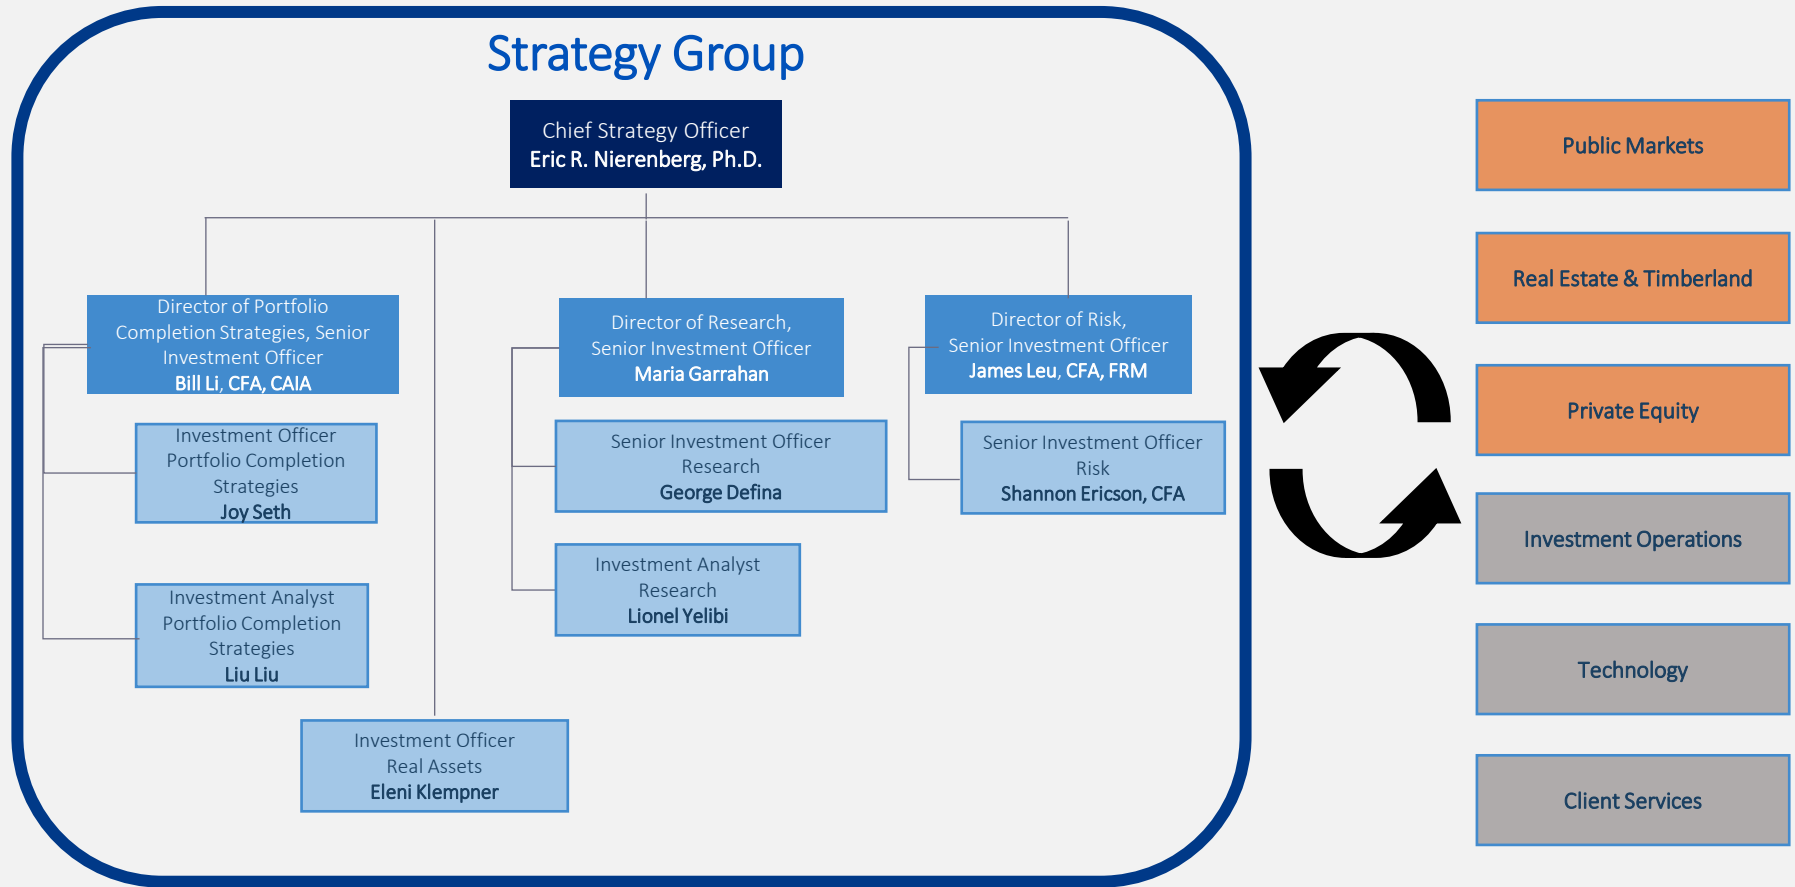 Strategy Group
Chief Strategy Officer
Eric R. Nierenberg, Ph.D.
Director of Portfolio
Completion Strategies, Senior
Investment Officer
Bill Li, CFA, CAIA
Investment Officer
Portfolio Completion
Strategies
Joy Seth
Investment Analyst
Portfolio Completion
Strategies
Liu Liu
Investment Officer
Real Assets
Eleni Klempner
Director of Research,
Senior Investment Officer
Maria Garrahan
Senior Investment Officer
Research
George Defina
Investment Analyst
Research
Lionel Yelibi
Director of Risk,
Senior Investment Officer
James Leu, CFA, FRM
Senior Investment Officer
Risk
Shannon Ericson, CFA
Public Markets
Real Estate & Timberland
Private Equity
Investment Operations
Technology
Client Services